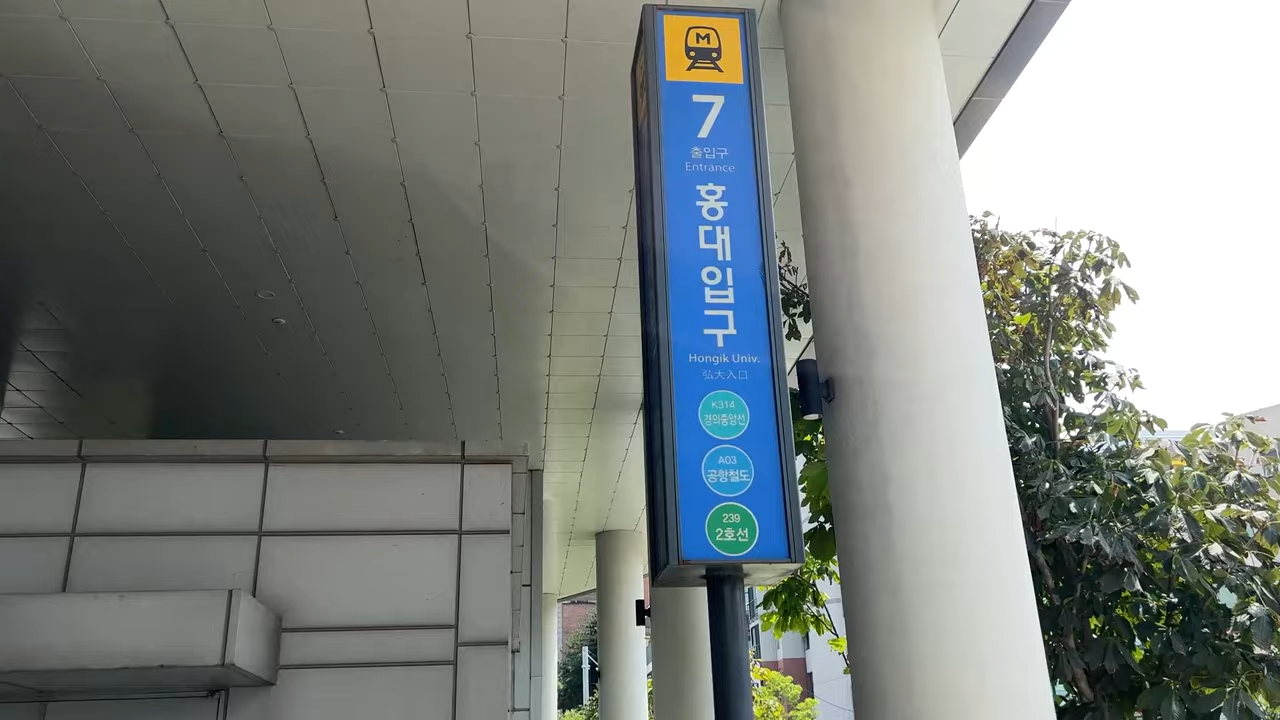 M
7
출입구
Entrance
홍대입구
Hongik Univ.
弘大入口
K314
경의중앙선
A03
공항철도
239
2호선